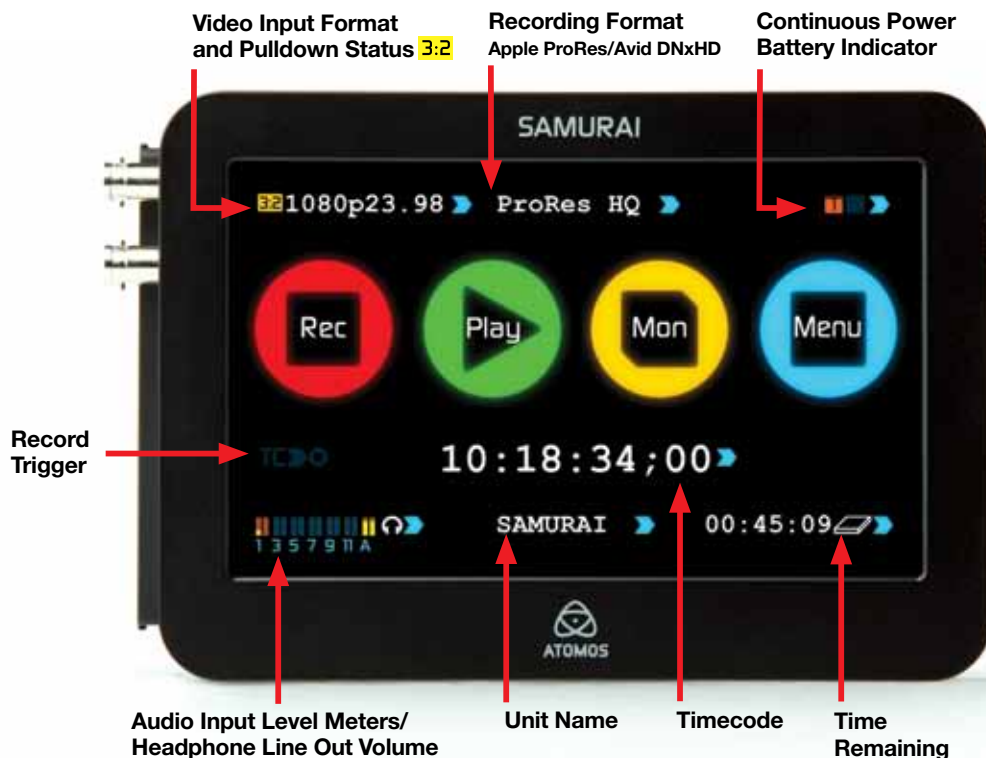 Video Input Format
and Pulldown Status 3:2
Recording Format
Apple ProRes/Avid DNxHD
Continuous Power
Battery Indicator
SAMURAI
3:2 1080p23.98 ProRes HQ 1
Rec Play Mon Menu
Record
Trigger
TC
10:18:34;00
1 3 5 7 9 11 A
SAMURAI
00:45:09
ATOMOS
Audio Input Level Meters/
Headphone Line Out Volume
Unit Name
Timecode
Time
Remaining